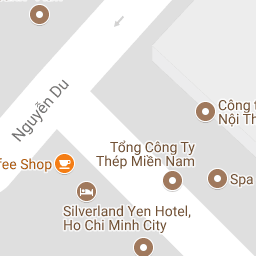 Nguyễn Du
Công t
Nội Th
Tổng Công Ty
Thép Miền Nam
ffee Shop
Spa
Silverland Yen Hotel,
Ho Chi Minh City